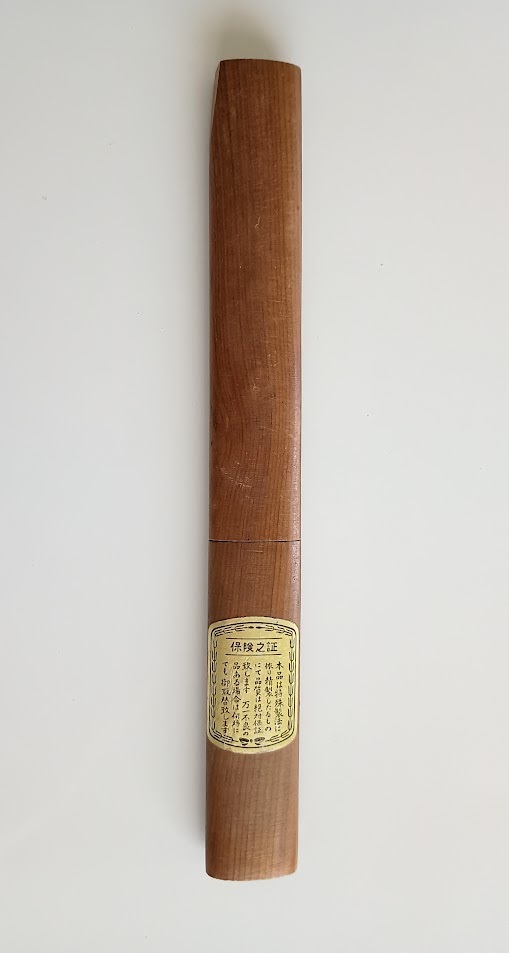 保険之証
本品は特殊製法に
依り精製したるもの
にて品質は絶対保証
致します 万一不良の
品ある場合は何時に
ても御取替致します